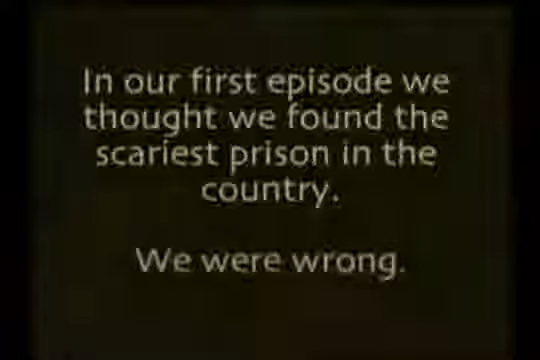 In our first episode we
thought we found the
scariest prison in the
country.
We were wrong.